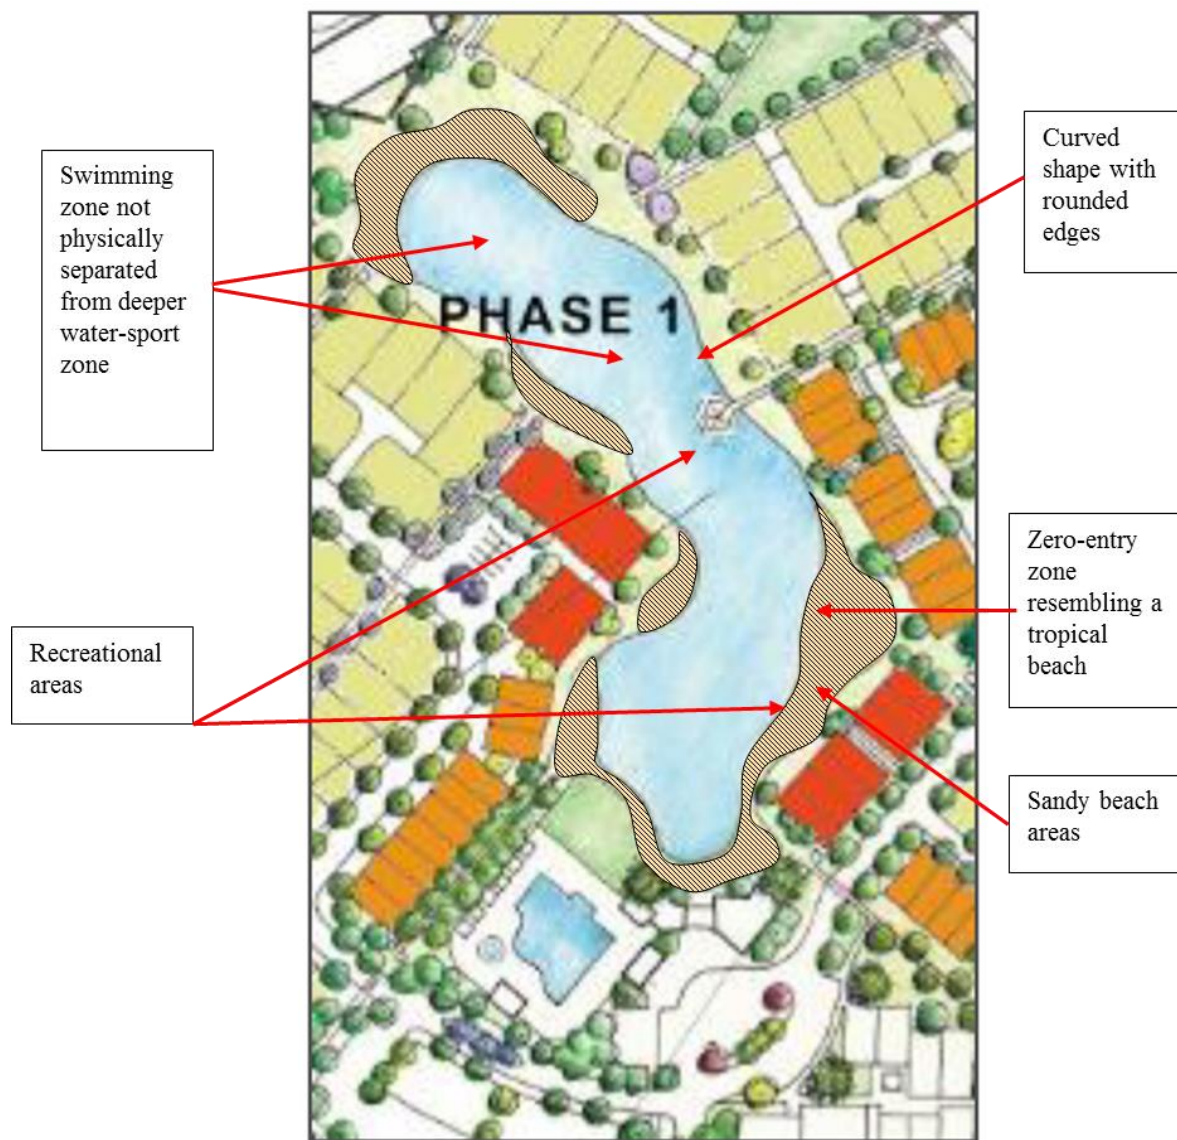 Swimming
zone not
physically
separated
from deeper
water-sport
zone
Curved
shape with
rounded
edges
PHASE 1
Recreational
areas
Zero-entry
zone
resembling a
tropical
beach
Sandy beach
areas